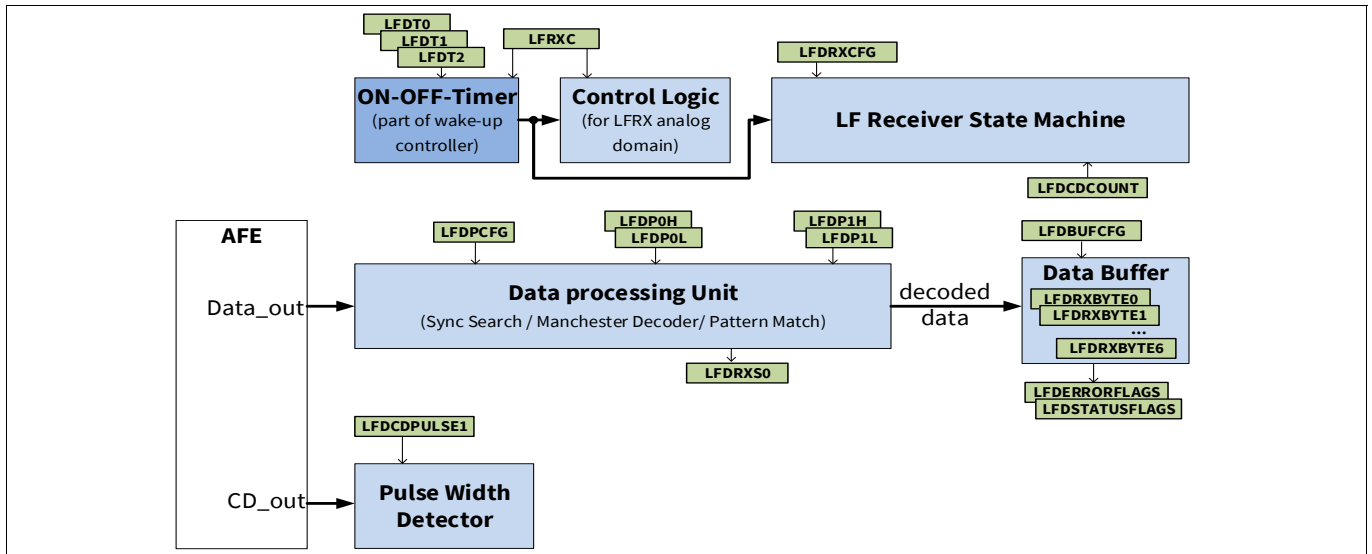 LFDT0
LFDT1
LFDT2
LFRXC
LFDRXCFG
ON-OFF-Timer
(part of wake-up
controller)
Control Logic
(for LFRX analog
domain)
LF Receiver State Machine
LFDCDCOUNT
AFE
Data_out
CD_out
LFDPCFG
LFDP0H
LFDP0L
LFDP1H
LFDP1L
Data processing Unit
(Sync Search / Manchester Decoder/ Pattern Match)
LFDRXS0
decoded
data
LFDBUFCFG
Data Buffer
LFDRXBYTE0
LFDRXBYTE1
...
LFDRXBYTE6
LFDERRORFLAGS
LFDSTATUSFLAGS
LFDCDPULSE1
Pulse Width
Detector